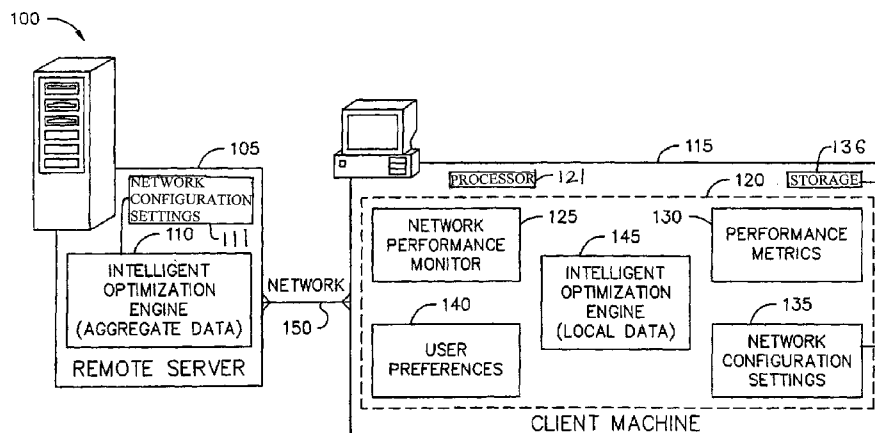 100
105
NETWORK
CONFIGURATION
SETTINGS
110
111
INTELLIGENT
OPTIMIZATION
ENGINE
(AGGREGATE DATA)
REMOTE SERVER
NETWORK
150
115
136
PROCESSOR 121
120
STORAGE
125
NETWORK
PERFORMANCE
MONITOR
130
PERFORMANCE
METRICS
145
INTELLIGENT
OPTIMIZATION
ENGINE
(LOCAL DATA)
140
USER
PREFERENCES
135
NETWORK
CONFIGURATION
SETTINGS
CLIENT MACHINE